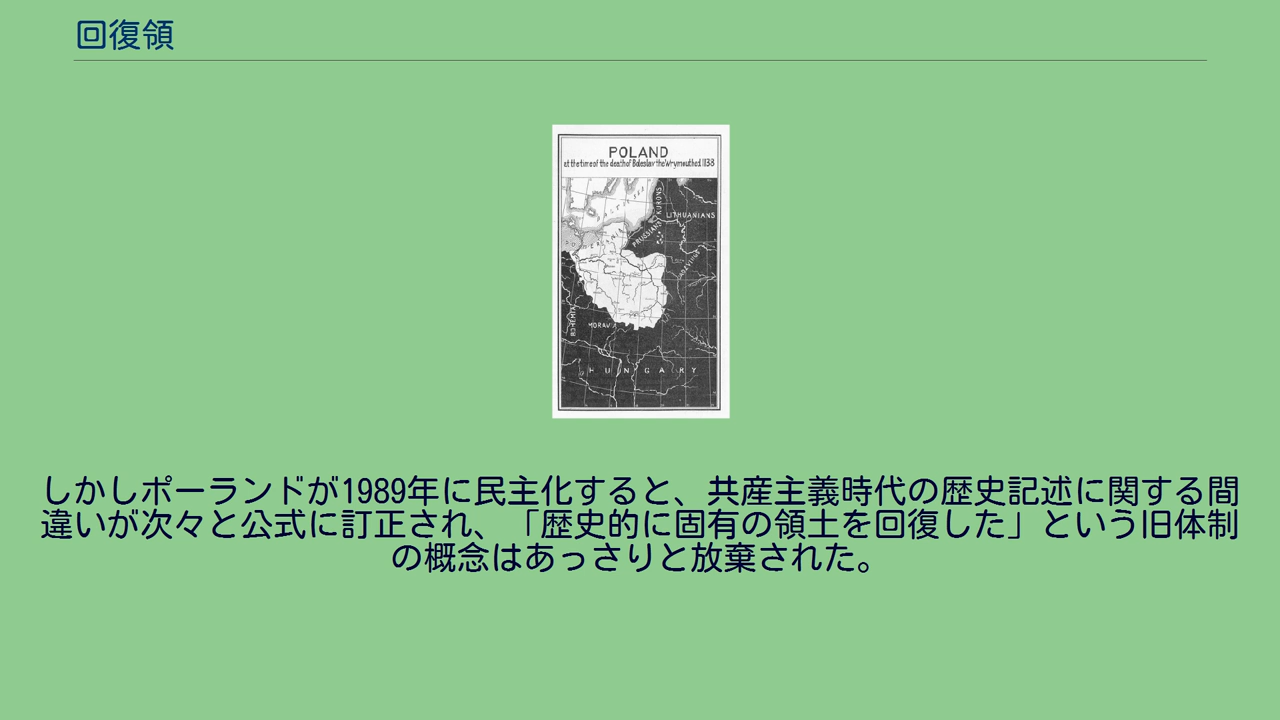 回復領
POLAND
at the time of the death of Boleslav the Wrymouthed 1138
KURONS
LITHUANIANS
PRUSSIANS
MORAVIA
HUNGARY
しかしポーランドが1989年に民主化すると、共産主義時代の歴史記述に関する間
違いが次々と公式に訂正され、「歴史的に固有の領土を回復した」という旧体制
の概念はあっさりと放棄された。